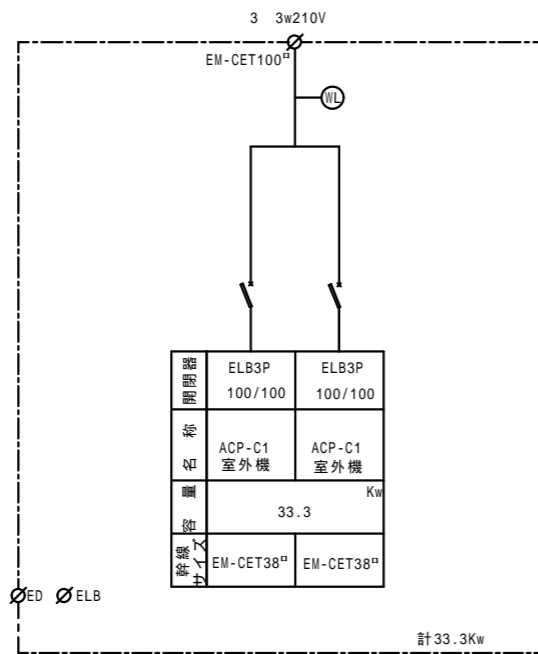 3 3w210V
EM-CET100□
WL
開閉器
ELB3P
100/100
ELB3P
100/100
名称
ACP-C1
室外機
ACP-C1
室外機
容量
Kw
33.3
幹線
サイズ
EM-CET38□
EM-CET38□
ED
ELB
計33.3Kw